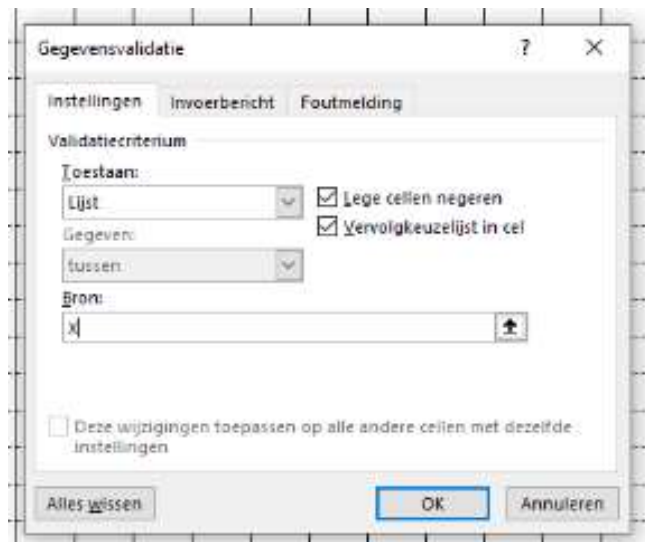 Gegevensvalidatie ? ×
Instellingen Invoerbericht Foutmelding
Validatiecriterium
Toestaan:
Lijst
Lege cellen negeren
Gegeven:
Vervolgkeuzelijst in cel
tussen
Bron:
x
Deze wijzigingen toepassen op alle andere cellen met dezelfde
instellingen
Alles wissen OK Annuleren